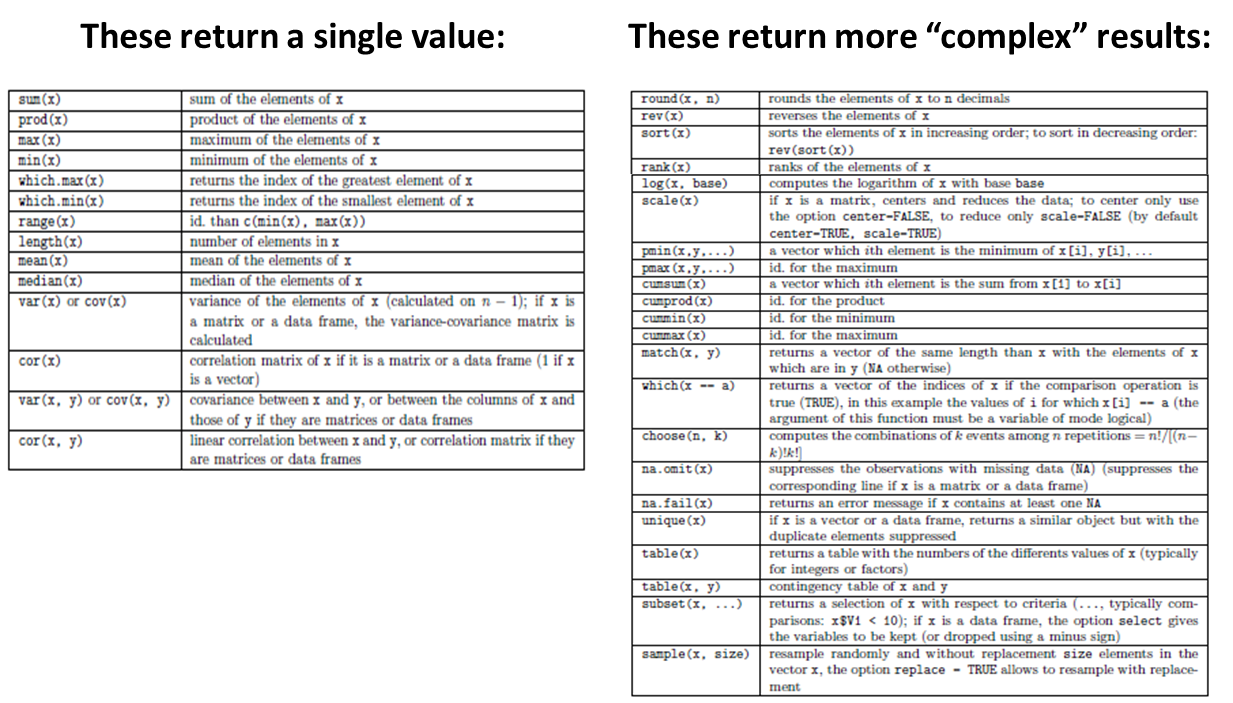 These return a single value:
sum(x) sum of the elements of x
prod(x) product of the elements of x
max(x) maximum of the elements of x
min(x) minimum of the elements of x
which.max(x) returns the index of the greatest element of x
which.min(x) returns the index of the smallest element of x
range(x) id. than c(min(x), max(x))
length(x) number of elements in x
mean(x) mean of the elements of x
median(x) median of the elements of x
var(x) or cov(x) variance of the elements of x (calculated on n − 1); if x is
a matrix or a data frame, the variance-covariance matrix is
calculated
cor(x) correlation matrix of x if it is a matrix or a data frame (1 if x
is a vector)
var(x, y) or cov(x, y) covariance between x and y, or between the columns of x and
those of y if they are matrices or data frames
cor(x, y) linear correlation between x and y, or correlation matrix if they
are matrices or data frames
These return more “complex” results:
round(x, n) rounds the elements of x to n decimals
rev(x) reverses the elements of x
sort(x) sorts the elements of x in increasing order; to sort in decreasing order:
rev(sort(x))
rank(x) ranks of the elements of x
log(x, base) computes the logarithm of x with base base
scale(x) if x is a matrix, centers and reduces the data; to center only use
the option center=FALSE, to reduce only scale=FALSE (by default
center=TRUE, scale=TRUE)
pmin(x,y,...) a vector which ith element is the minimum of x[i], y[i], ...
pmax(x,y,...) id. for the maximum
cumsum(x) a vector which ith element is the sum from x[1] to x[i]
cumprod(x) id. for the product
cummin(x) id. for the minimum
cummax(x) id. for the maximum
match(x, y) returns a vector of the same length than x with the elements of x
which are in y (NA otherwise)
which(x == a) returns a vector of the indices of x if the comparison operation is
true (TRUE), in this example the values of i for which x[i] == a (the
argument of this function must be a variable of mode logical)
choose(n, k) computes the combinations of k events among n repetitions = n!/[(n−
k)!k!]
na.omit(x) suppresses the observations with missing data (NA) (suppresses the
corresponding line if x is a matrix or a data frame)
na.fail(x) returns an error message if x contains at least one NA
unique(x) if x is a vector or a data frame, returns a similar object but with the
duplicate elements suppressed
table(x) returns a table with the numbers of the differents values of x (typically
for integers or factors)
table(x, y) contingency table of x and y
subset(x, ...) returns a selection of x with respect to criteria (..., typically com-
parisons: x$V1 < 10); if x is a data frame, the option select gives
the variables to be kept (or dropped using a minus sign)
sample(x, size) resample randomly and without replacement size elements in the
vector x, the option replace = TRUE allows to resample with replace-
ment